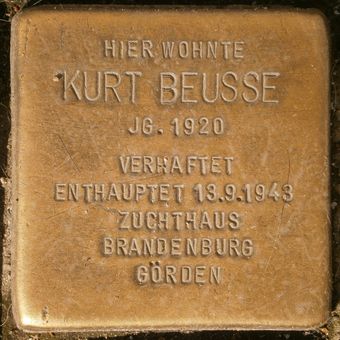 HIER WOHNTE
KURT BEUSSE
JG. 1920
VERHAFTET
ENTHAUPTET 13.9.1943
ZUCHTHAUS
BRANDENBURG
GÖRDEN